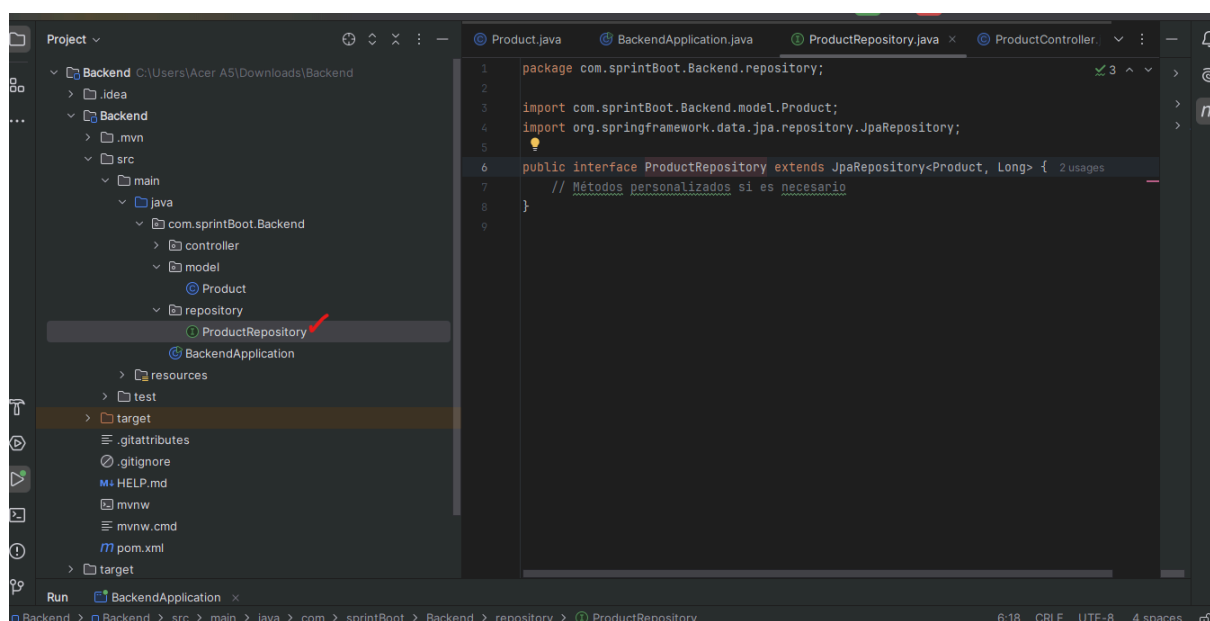 Project
Backend C:\Users\Acer A5\Downloads\Backend
.idea
Backend
.mvn
src
main
java
com.sprintBoot.Backend
controller
model
Product
repository
ProductRepository
BackendApplication
resources
test
target
.gitattributes
.gitignore
M↓ HELP.md
mvnw
mvnw.cmd
m pom.xml
target
Product.java BackendApplication.java ProductRepository.java ProductController.
3
1 package com.sprintBoot.Backend.repository;
2
3 import com.sprintBoot.Backend.model.Product;
4 import org.springframework.data.jpa.repository.JpaRepository;
5
6 public interface ProductRepository extends JpaRepository<Product, Long> { 2 usages
7 // Métodos personalizados si es necesario
8 }
9
Run BackendApplication
Backend > Backend > src > main > java > com > sprintBoot > Backend > repository > ProductRepository 6:18 CRLF UTF-8 4 spaces